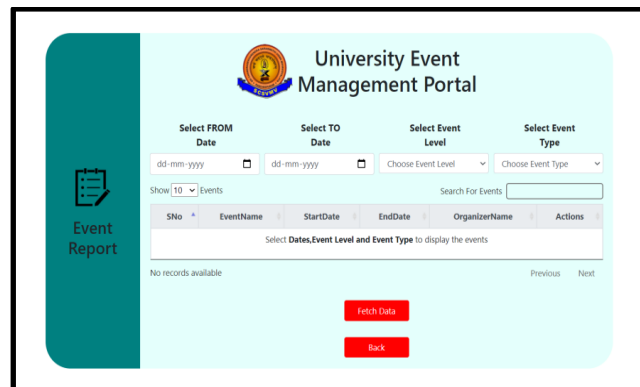 University Event
Management Portal
SCSVMV
Select FROM Date
Select TO Date
Select Event Level
Select Event Type
dd-mm-yyyy
dd-mm-yyyy
Choose Event Level
Choose Event Type
Show 10 Events
Search For Events
SNo EventName StartDate EndDate OrganizerName Actions
Select Dates,Event Level and Event Type to display the events
No records available
Previous Next
Event
Report
Fetch Data
Back